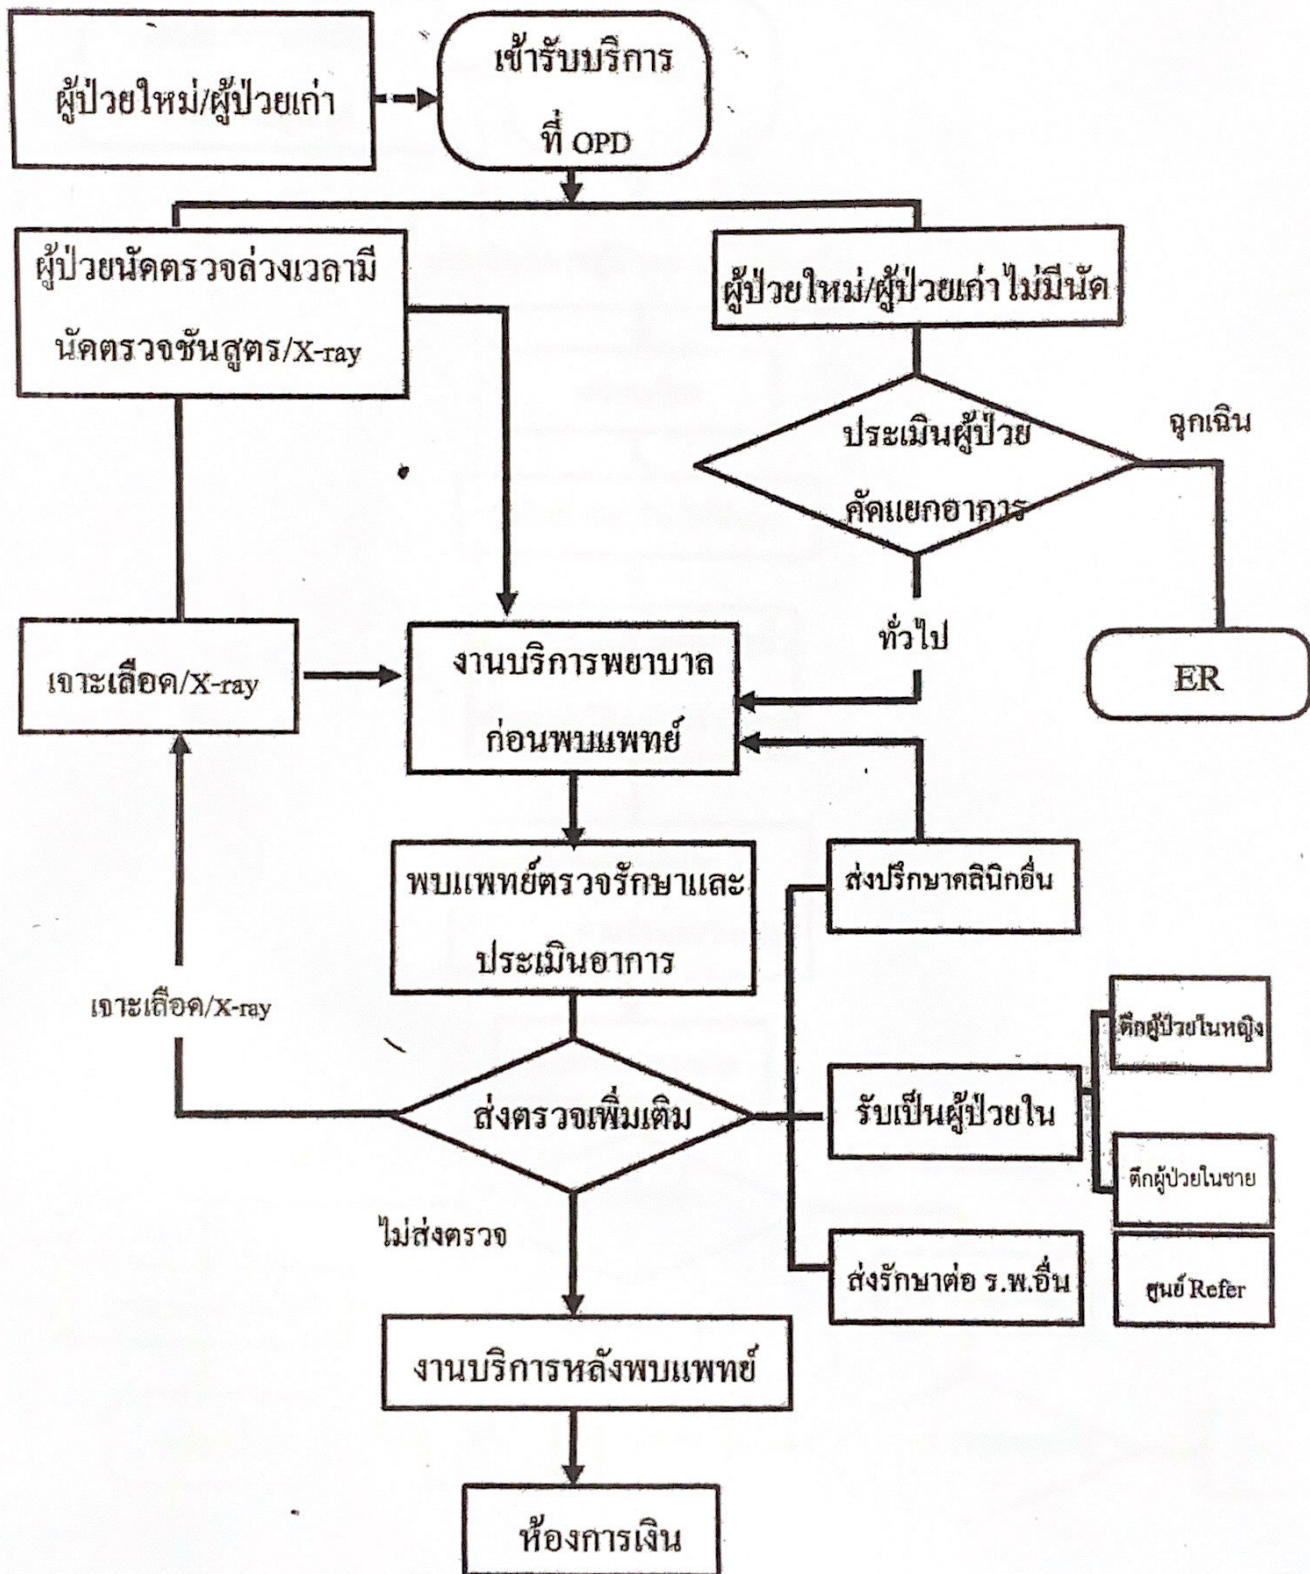 ผู้ป่วยใหม่/ผู้ป่วยเก่า
เข้ารับบริการ
ที่ OPD
ผู้ป่วยนัดตรวจล่วงเวลามี
นัดตรวจชันสูตร/X-ray
ผู้ป่วยใหม่/ผู้ป่วยเก่าไม่มีนัด
ประเมินผู้ป่วย
คัดแยกอาการ
ฉุกเฉิน
ทั่วไป
ER
เจาะเลือด/X-ray
งานบริการพยาบาล
ก่อนพบแพทย์
พบแพทย์ตรวจรักษาและ
ประเมินอาการ
ส่งปรึกษาคลินิกอื่น
เจาะเลือด/X-ray
ส่งตรวจเพิ่มเติม
รับเป็นผู้ป่วยใน
ตึกผู้ป่วยในหญิง
ตึกผู้ป่วยในชาย
ไม่ส่งตรวจ
ส่งรักษาต่อ ร.พ.อื่น
ศูนย์ Refer
งานบริการหลังพบแพทย์
ห้องการเงิน